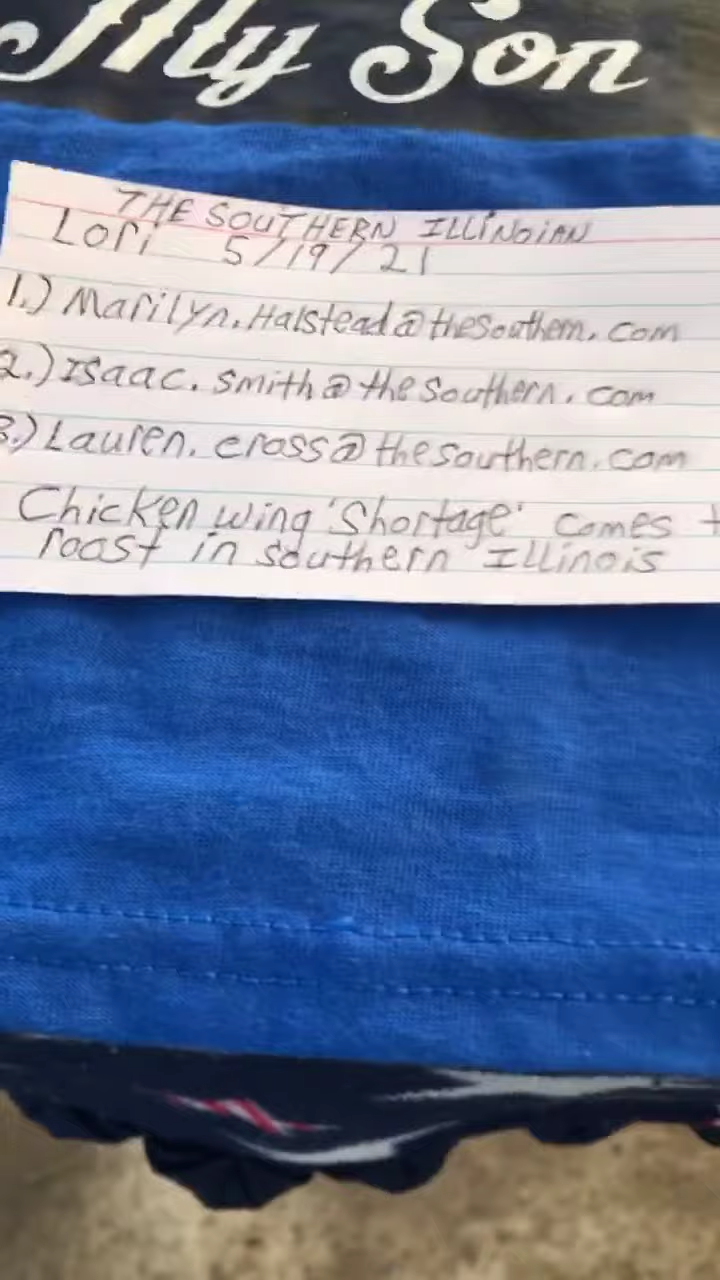 My Son
THE SOUTHERN ILLINOIAN
Lori 5/19/21
1.) Marilyn.Halstead@thesouthern.com
2.) Isaac.smith@thesouthern.com
3.) Lauren.cross@thesouthern.com
Chicken wing 'Shortage' comes t
roost in southern Illinois